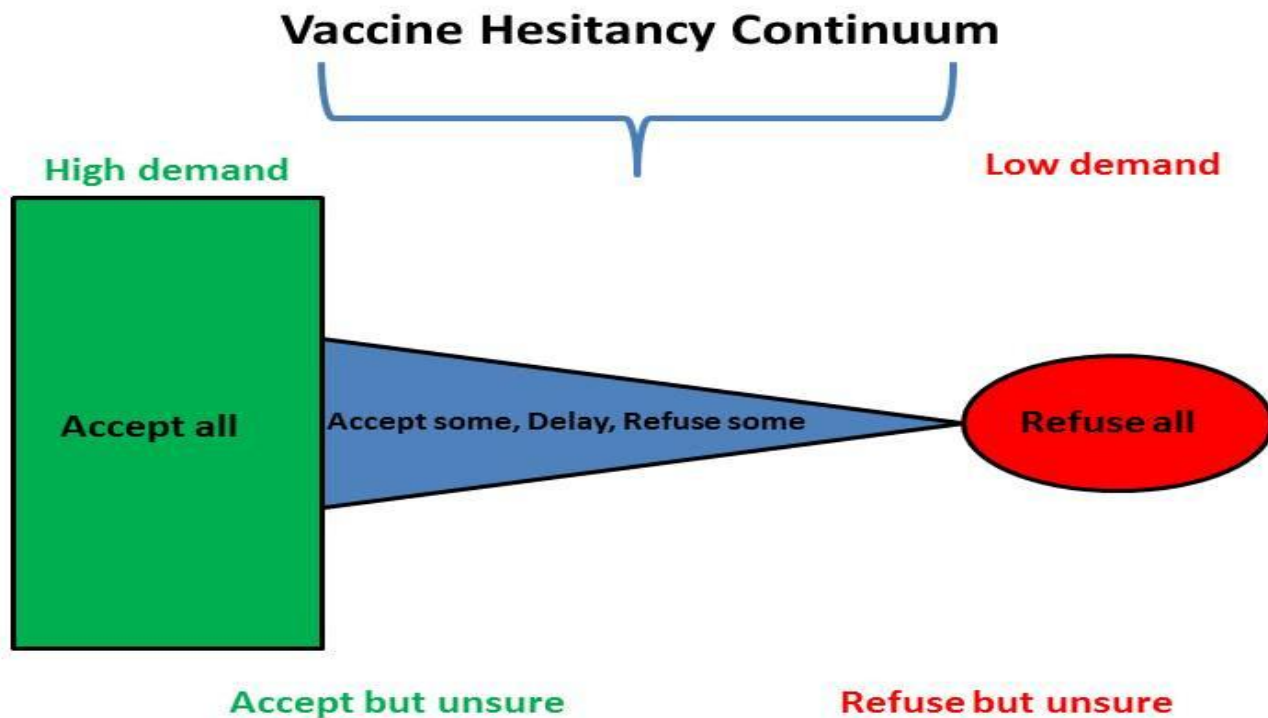 Vaccine Hesitancy Continuum
High demand
Low demand
Accept all
Accept some, Delay, Refuse some
Refuse all
Accept but unsure
Refuse but unsure